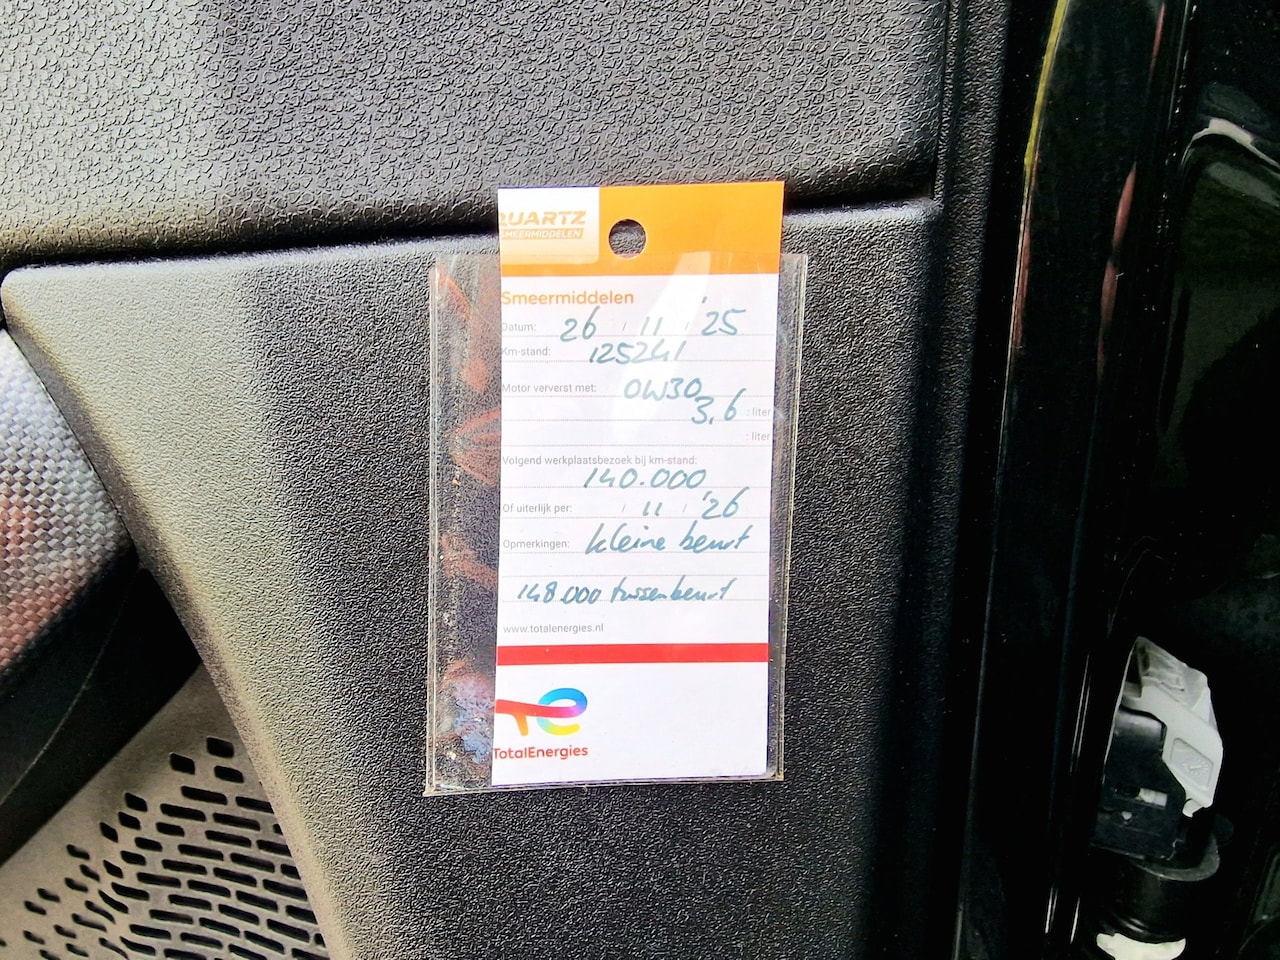 QUARTZ
SMEERMIDDELEN
Smeermiddelen
Datum: 26 / 11 / '25
Km-stand: 125241
Motor ververst met: 0W30
3,6 : liter
: liter
Volgend werkplaatsbezoek bij km-stand:
140.000
Of uiterlijk per: / 11 / '26
Opmerkingen: kleine beurt
148.000 tussenbeurt
www.totalenergies.nl
TotalEnergies